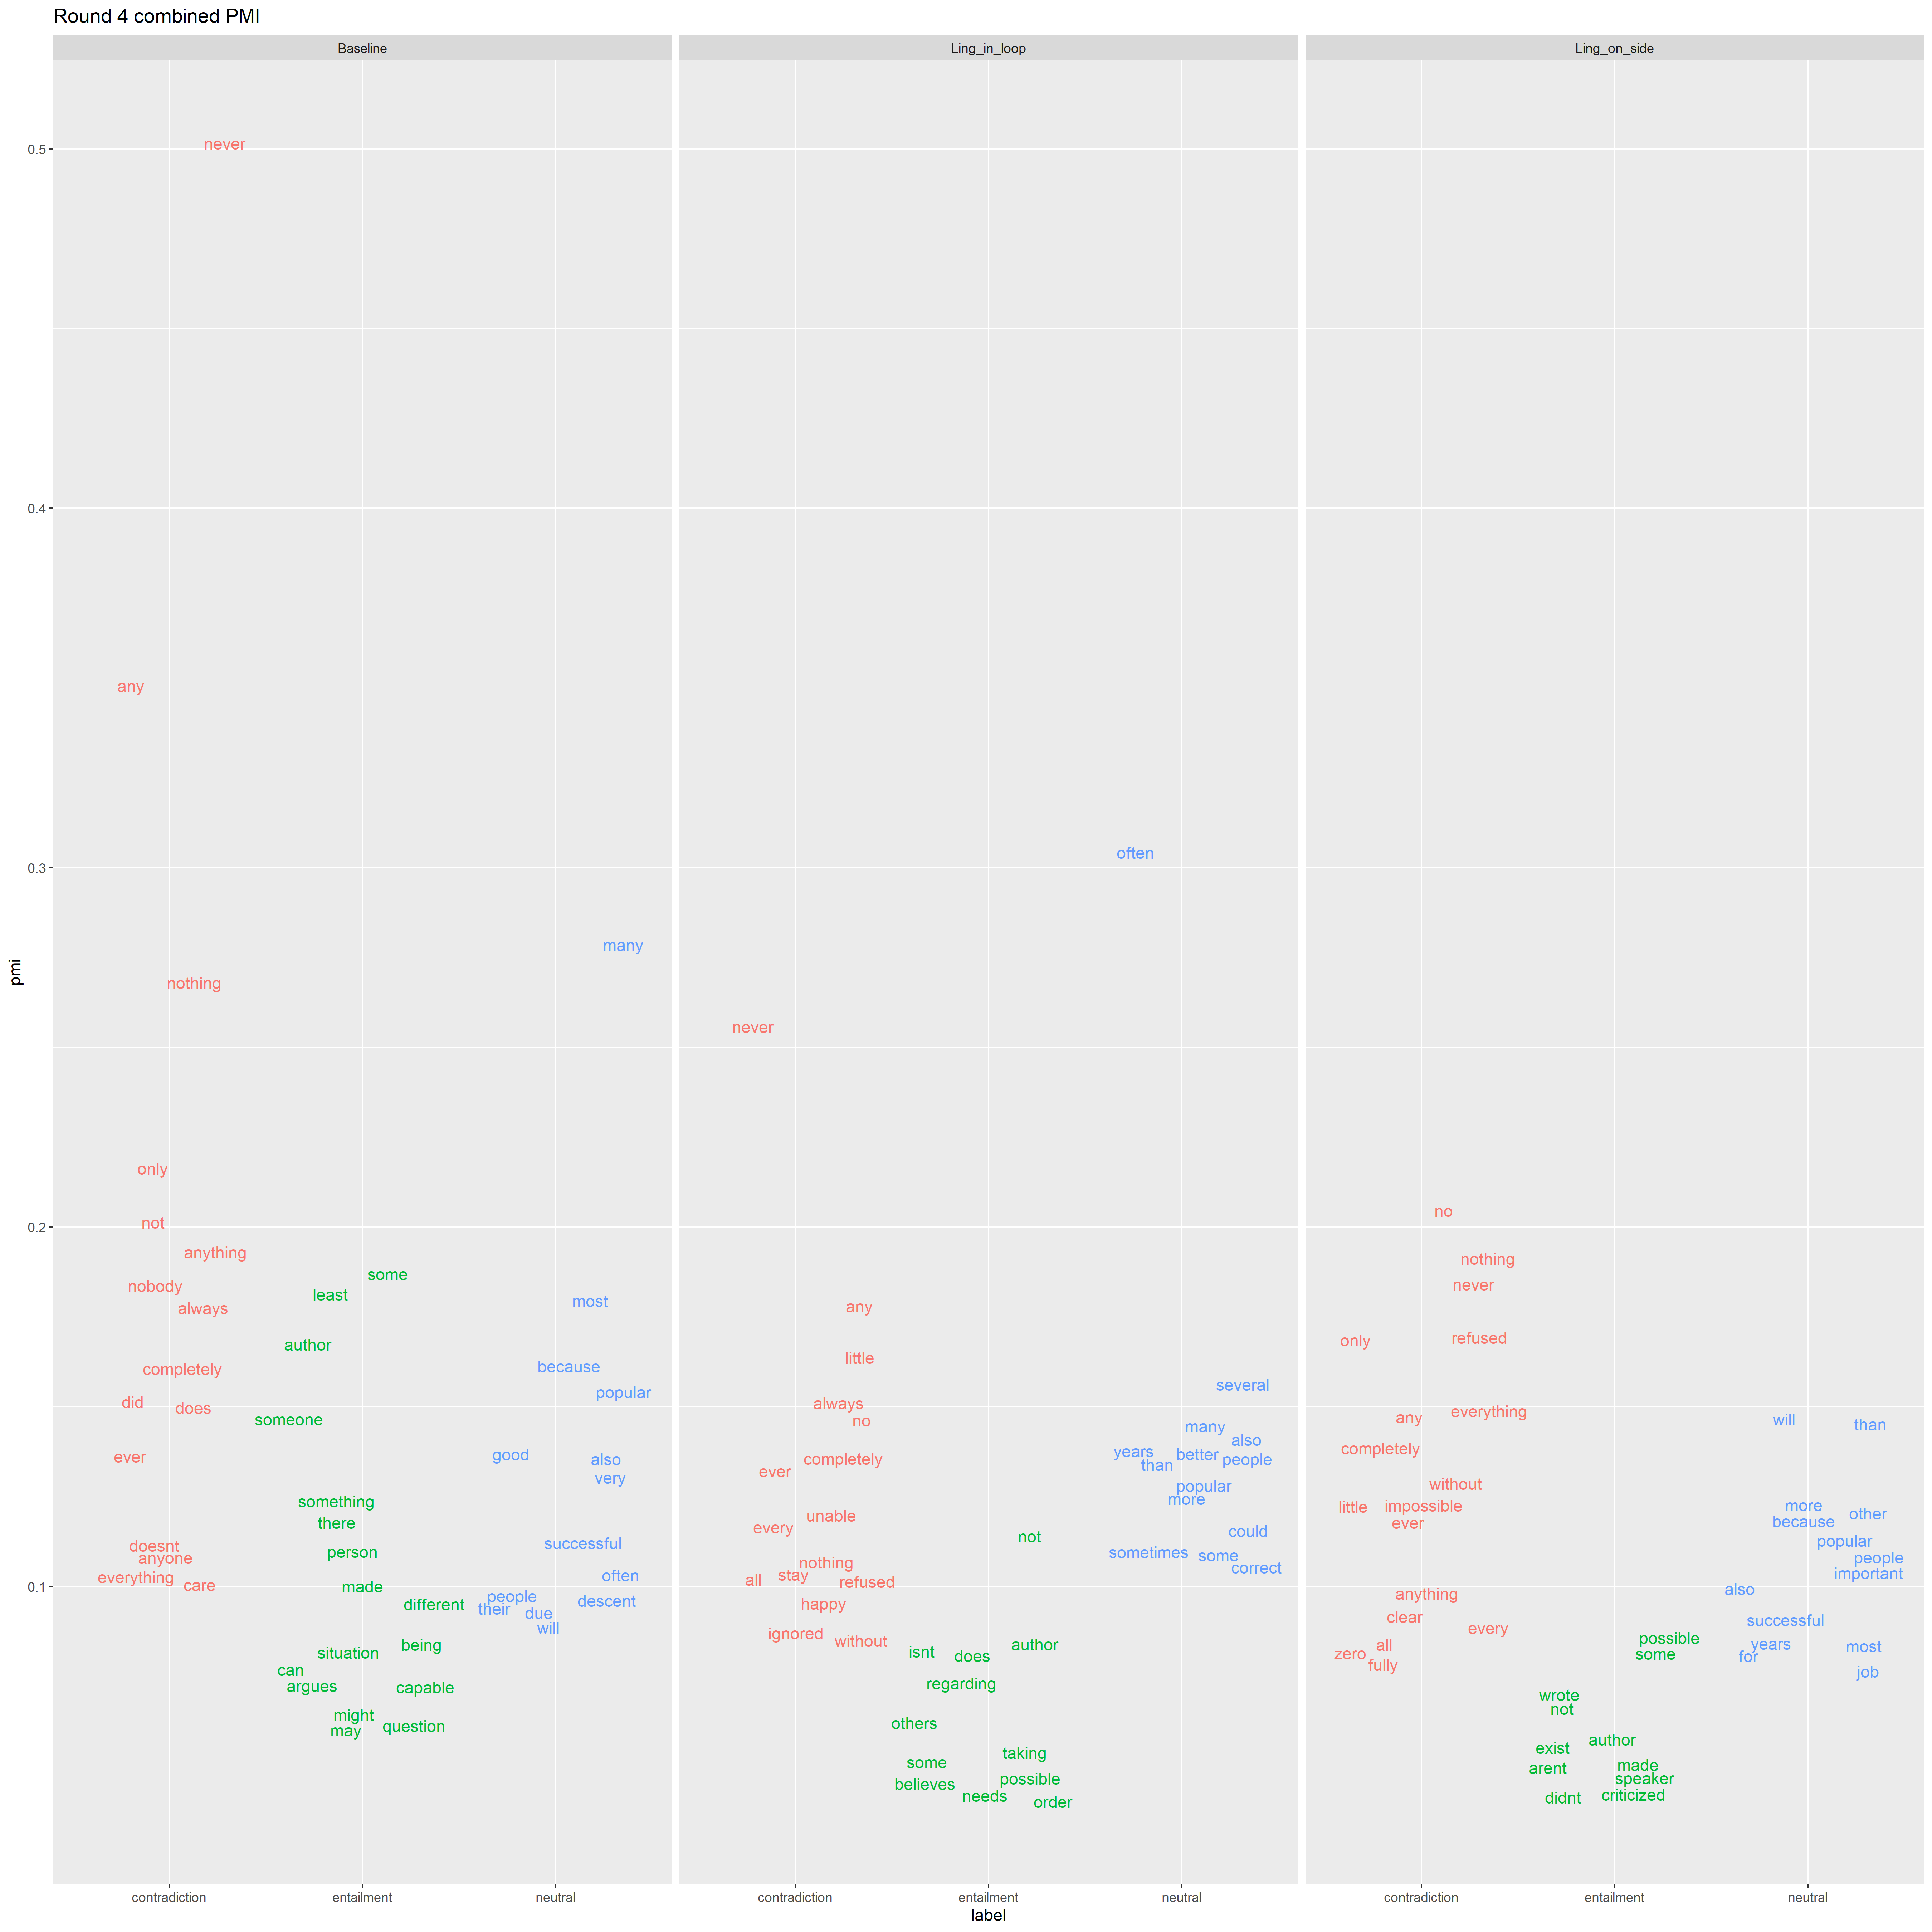 Round 4 combined PMI
Baseline
Ling_in_loop
Ling_on_side
pmi
0.5
0.4
0.3
0.2
0.1
never
any
many
nothing
only
not
anything
some
nobody
least
most
always
author
because
completely
popular
did
does
someone
ever
good
also
very
something
there
doesnt
successful
person
anyone
everything
often
care
made
people
different
descent
their
due
will
being
situation
can
argues
capable
might
may
question
often
never
any
little
several
always
no
many
also
years
better
people
completely
than
ever
popular
more
unable
every
could
not
sometimes
some
nothing
correct
stay
all
refused
happy
ignored
without
author
isnt
does
regarding
others
taking
some
possible
believes
needs
order
no
nothing
never
only
refused
everything
any
will
than
completely
without
little
impossible
more
other
ever
because
popular
people
important
also
anything
clear
successful
every
possible
all
years
most
zero
some
for
fully
job
wrote
not
author
exist
arent
made
speaker
didnt
criticized
contradiction
entailment
neutral
contradiction
entailment
neutral
contradiction
entailment
neutral
label